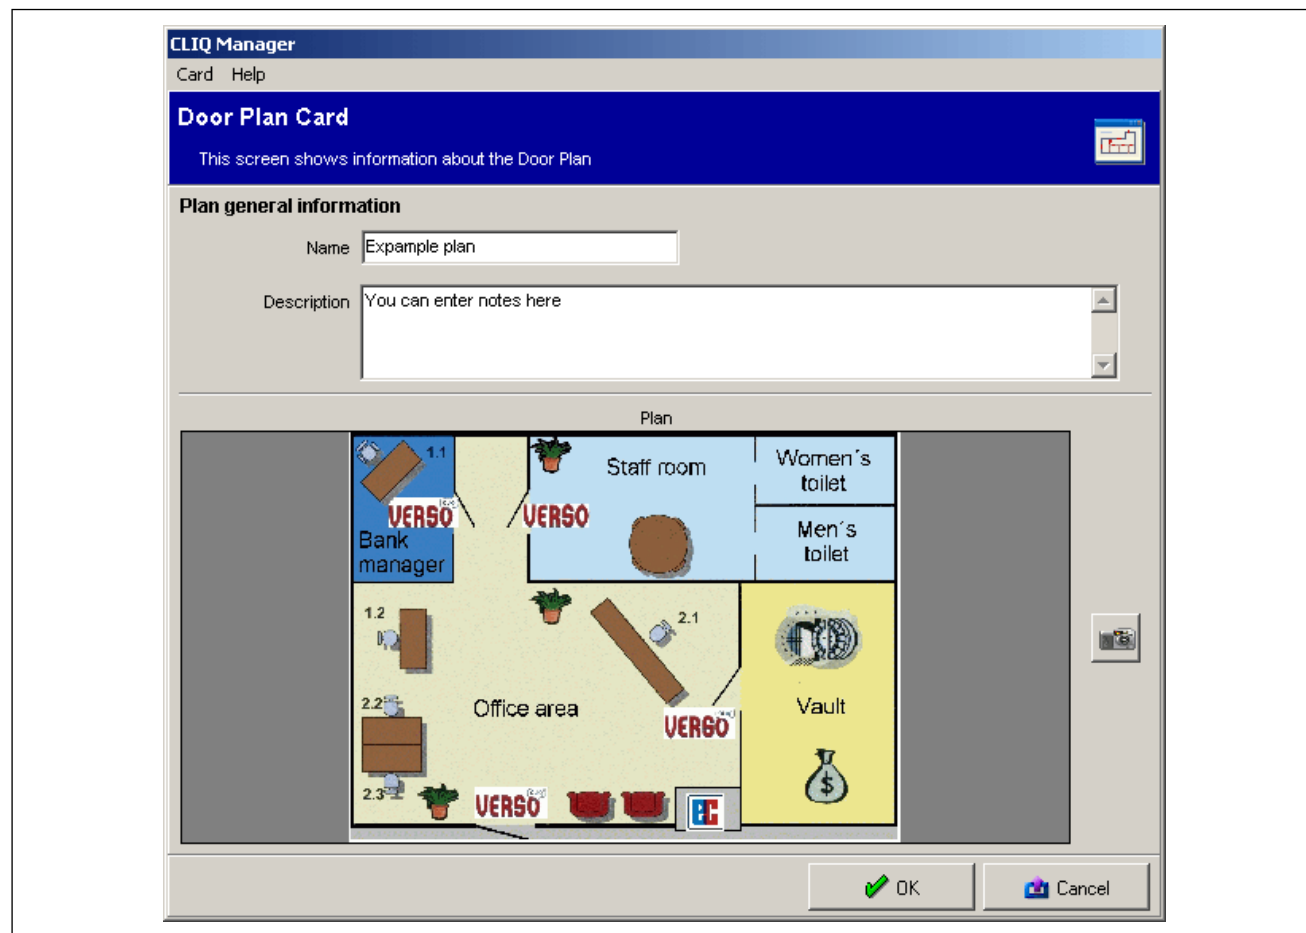 CLIQ Manager
Card Help
Door Plan Card
This screen shows information about the Door Plan
Plan general information
Name Expample plan
Description You can enter notes here
Plan
1.1
Staff room
Women´s
toilet
VERSO
VERSO
Men´s
toilet
Bank
manager
1.2
2.1
2.2
Office area
Vault
VERSO
$
2.3
VERSO
OK Cancel